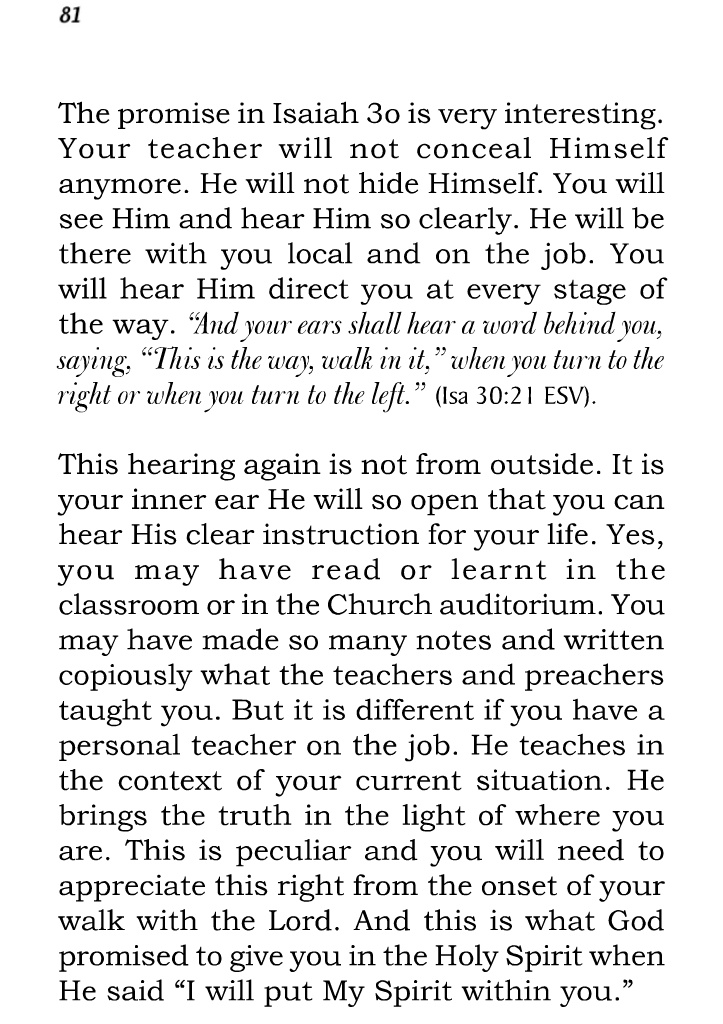 81
The promise in Isaiah 3o is very interesting.
Your teacher will not conceal Himself
anymore. He will not hide Himself. You will
see Him and hear Him so clearly. He will be
there with you local and on the job. You
will hear Him direct you at every stage of
the way. “And your ears shall hear a word behind you,
saying, “This is the way, walk in it,” when you turn to the
right or when you turn to the left.” (Isa 30:21 ESV).
This hearing again is not from outside. It is
your inner ear He will so open that you can
hear His clear instruction for your life. Yes,
you may have read or learnt in the
classroom or in the Church auditorium. You
may have made so many notes and written
copiously what the teachers and preachers
taught you. But it is different if you have a
personal teacher on the job. He teaches in
the context of your current situation. He
brings the truth in the light of where you
are. This is peculiar and you will need to
appreciate this right from the onset of your
walk with the Lord. And this is what God
promised to give you in the Holy Spirit when
He said “I will put My Spirit within you.”